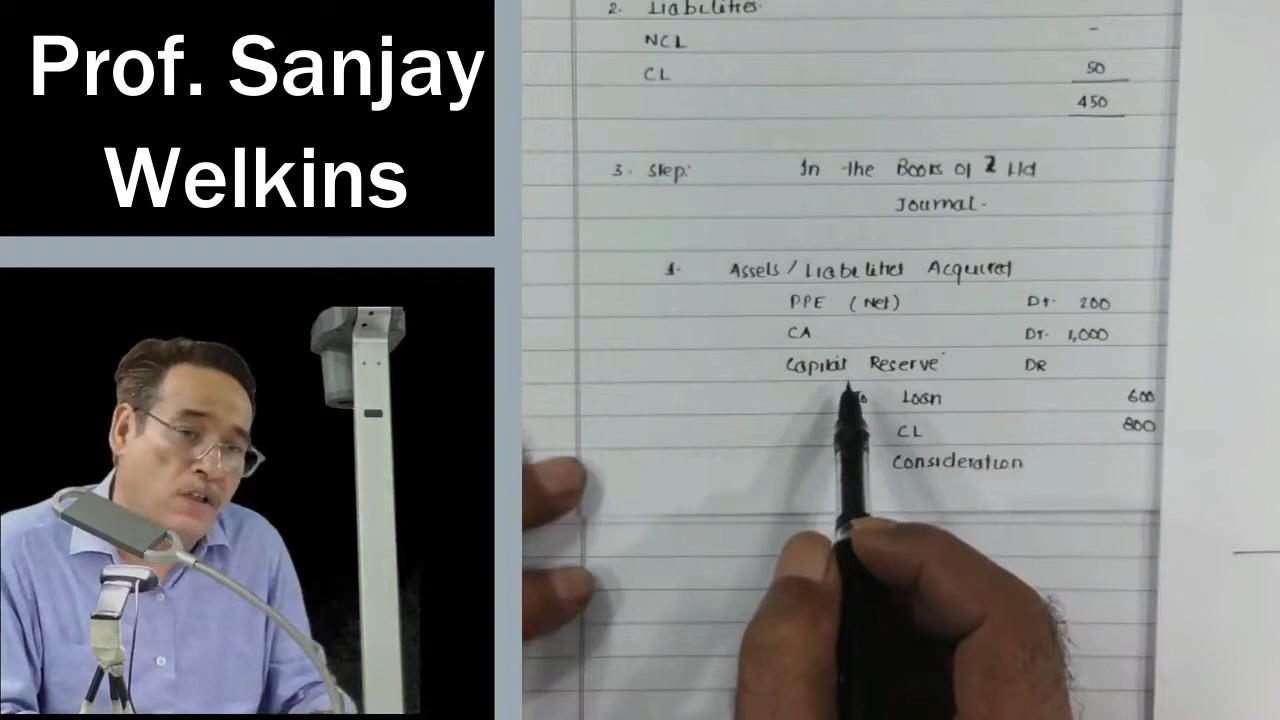 Prof. Sanjay
Welkins
2. Liabilities.
NCL -
CL 50
450
3. Step: In the Books of Z Ltd
Journal.
1. Assets/Liabilities Acquired
PPE (Net) Dr. 200
CA Dr. 1,000
Capital Reserve DR
To Loan 600
CL 800
Consideration